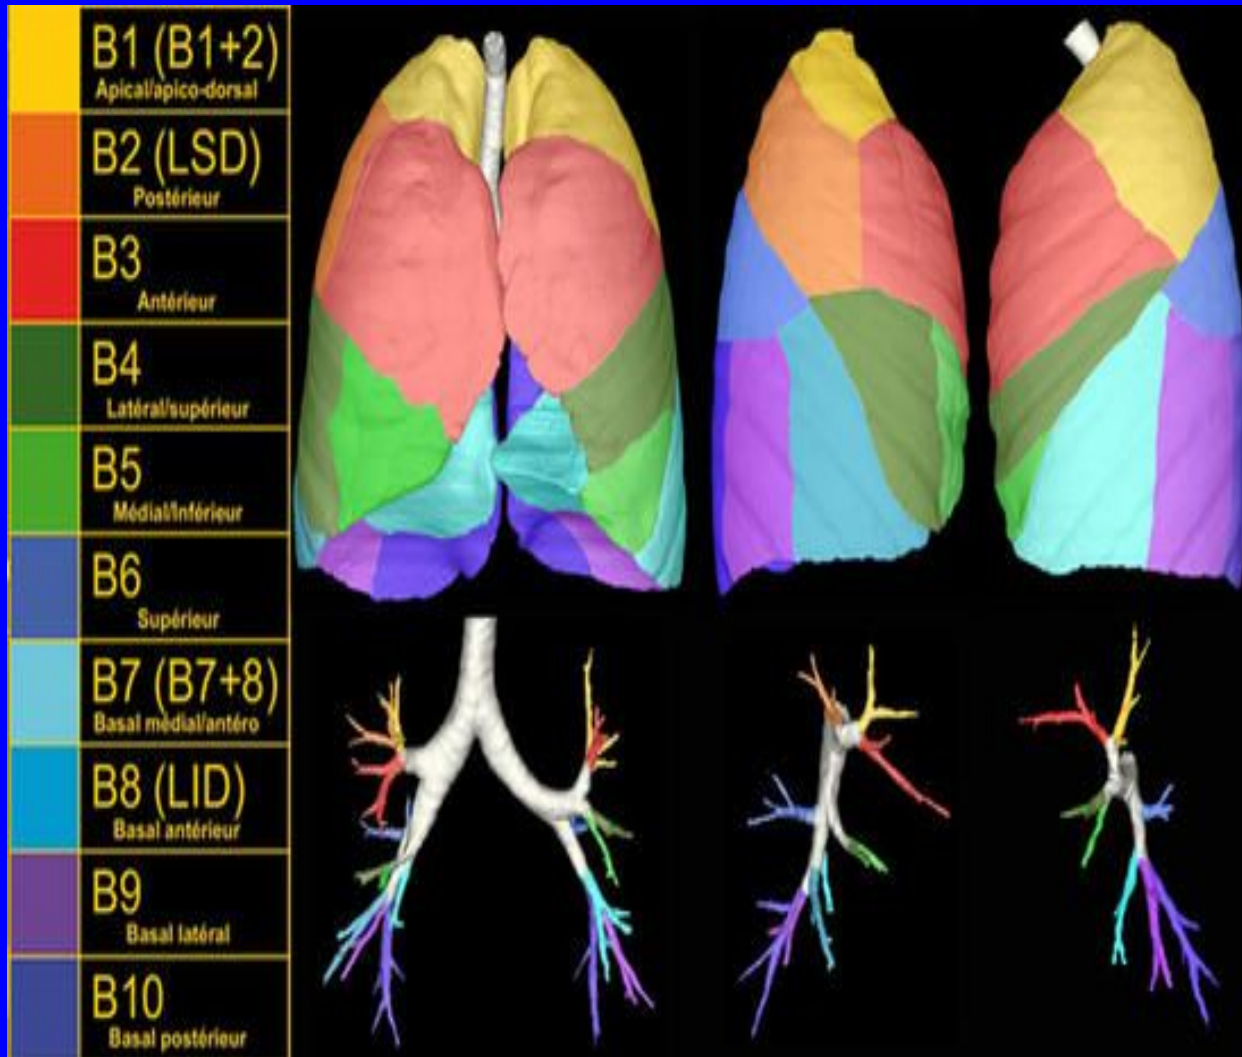 B1 (B1+2)
Apical/apico-dorsal
B2 (LSD)
Postérieur
B3
Antérieur
B4
Latéral/supérieur
B5
Médial/Inférieur
B6
Supérieur
B7 (B7+8)
Basal médial/antéro
B8 (LID)
Basal antérieur
B9
Basal latéral
B10
Basal postérieur